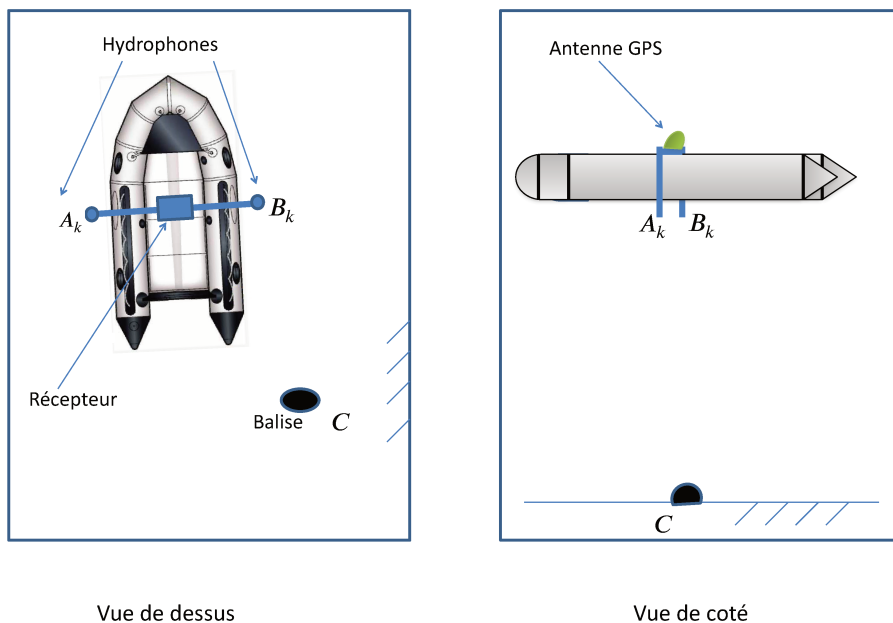 Hydrophones
A_k
B_k
Récepteur
Balise C
Vue de dessus
Antenne GPS
A_k B_k
C
Vue de coté